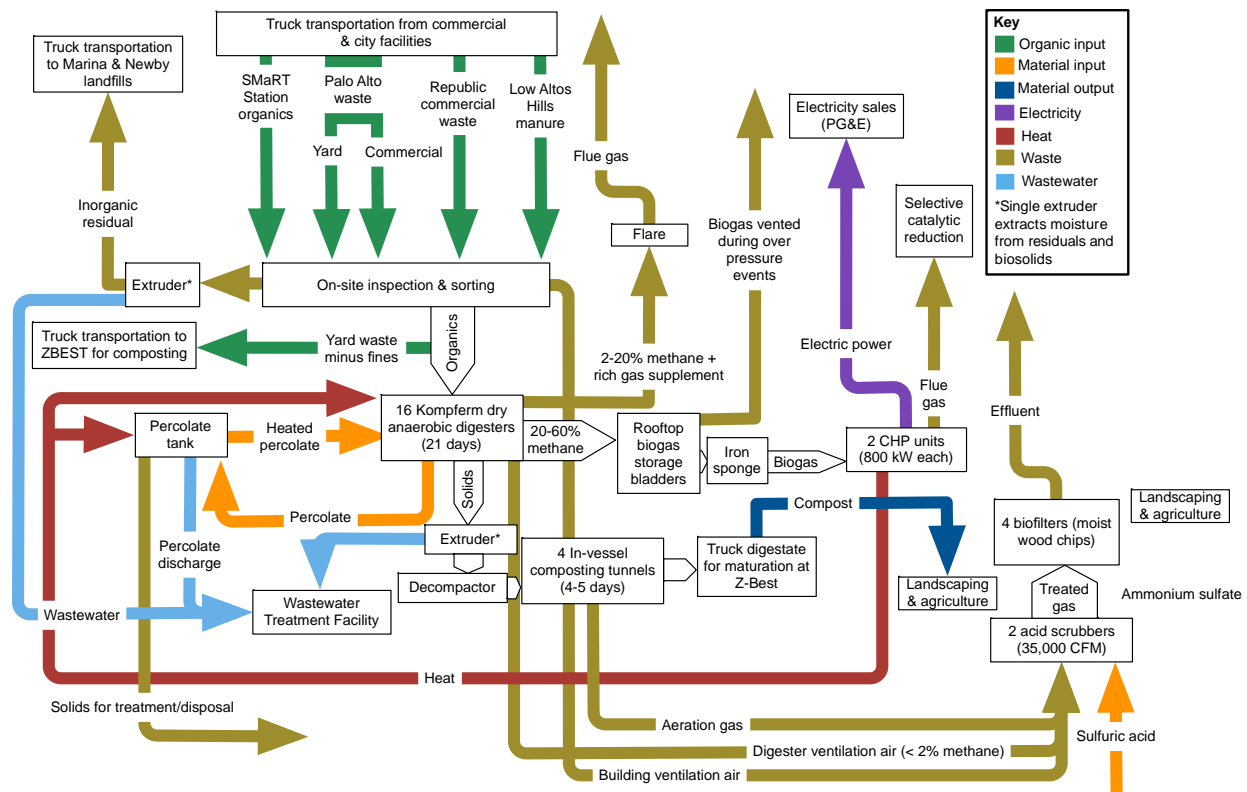 Truck transportation from commercial
& city facilities
Truck transportation
to Marina & Newby
landfills
SMaRT
Station
organics
Palo Alto
waste
Republic
commercial
waste
Low Altos
Hills
manure
Yard
Commercial
Inorganic
residual
Flue gas
Flare
Biogas vented
during over
pressure
events
Electricity sales
(PG&E)
Selective
catalytic
reduction
Key
Organic input
Material input
Material output
Electricity
Heat
Waste
Wastewater
*Single extruder
extracts moisture
from residuals and
biosolids
Extruder*
On-site inspection & sorting
Truck transportation to
ZBEST for composting
Yard waste
minus fines
Organics
2-20% methane +
rich gas supplement
Electric power
Flue
gas
Effluent
Percolate
tank
Heated
percolate
16 Kompferm dry
anaerobic digesters
(21 days)
20-60%
methane
Rooftop
biogas
storage
bladders
Iron
sponge
Biogas
2 CHP units
(800 kW each)
Solids
Percolate
Percolate
discharge
Extruder*
Decompactor
4 In-vessel
composting tunnels
(4-5 days)
Truck digestate
for maturation at
Z-Best
Compost
Landscaping
& agriculture
4 biofilters (moist
wood chips)
Landscaping
& agriculture
Treated
gas
Ammonium sulfate
2 acid scrubbers
(35,000 CFM)
Wastewater
Wastewater
Treatment Facility
Heat
Solids for treatment/disposal
Aeration gas
Digester ventilation air (< 2% methane)
Building ventilation air
Sulfuric acid